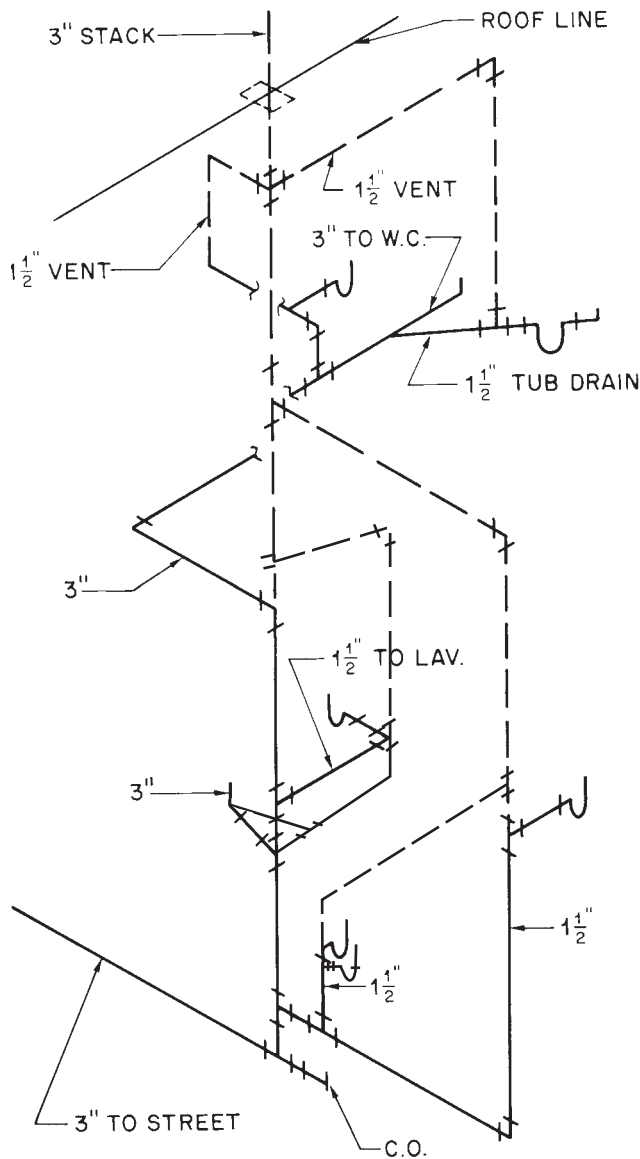 3" STACK
ROOF LINE
1 1/2" VENT
3" TO W.C.
1 1/2" VENT
1 1/2" TUB DRAIN
3"
1 1/2" TO LAV.
3"
1 1/2"
1 1/2"
3" TO STREET
C.O.